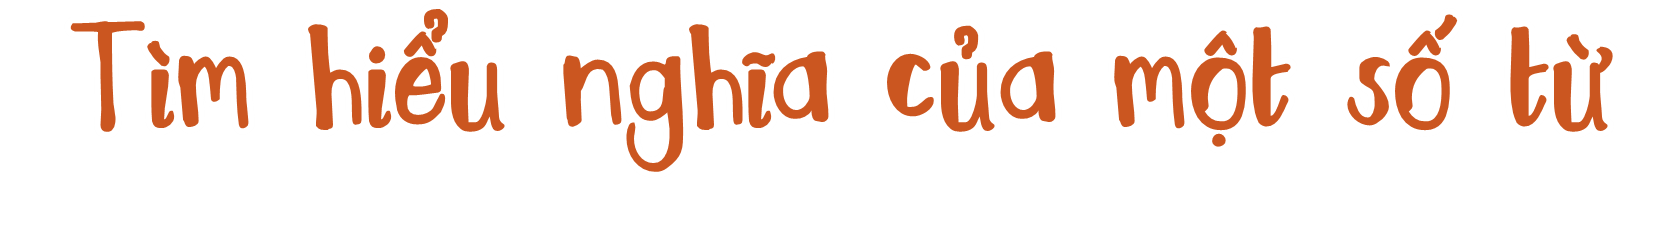 Tìm hiểu nghĩa của một số từ